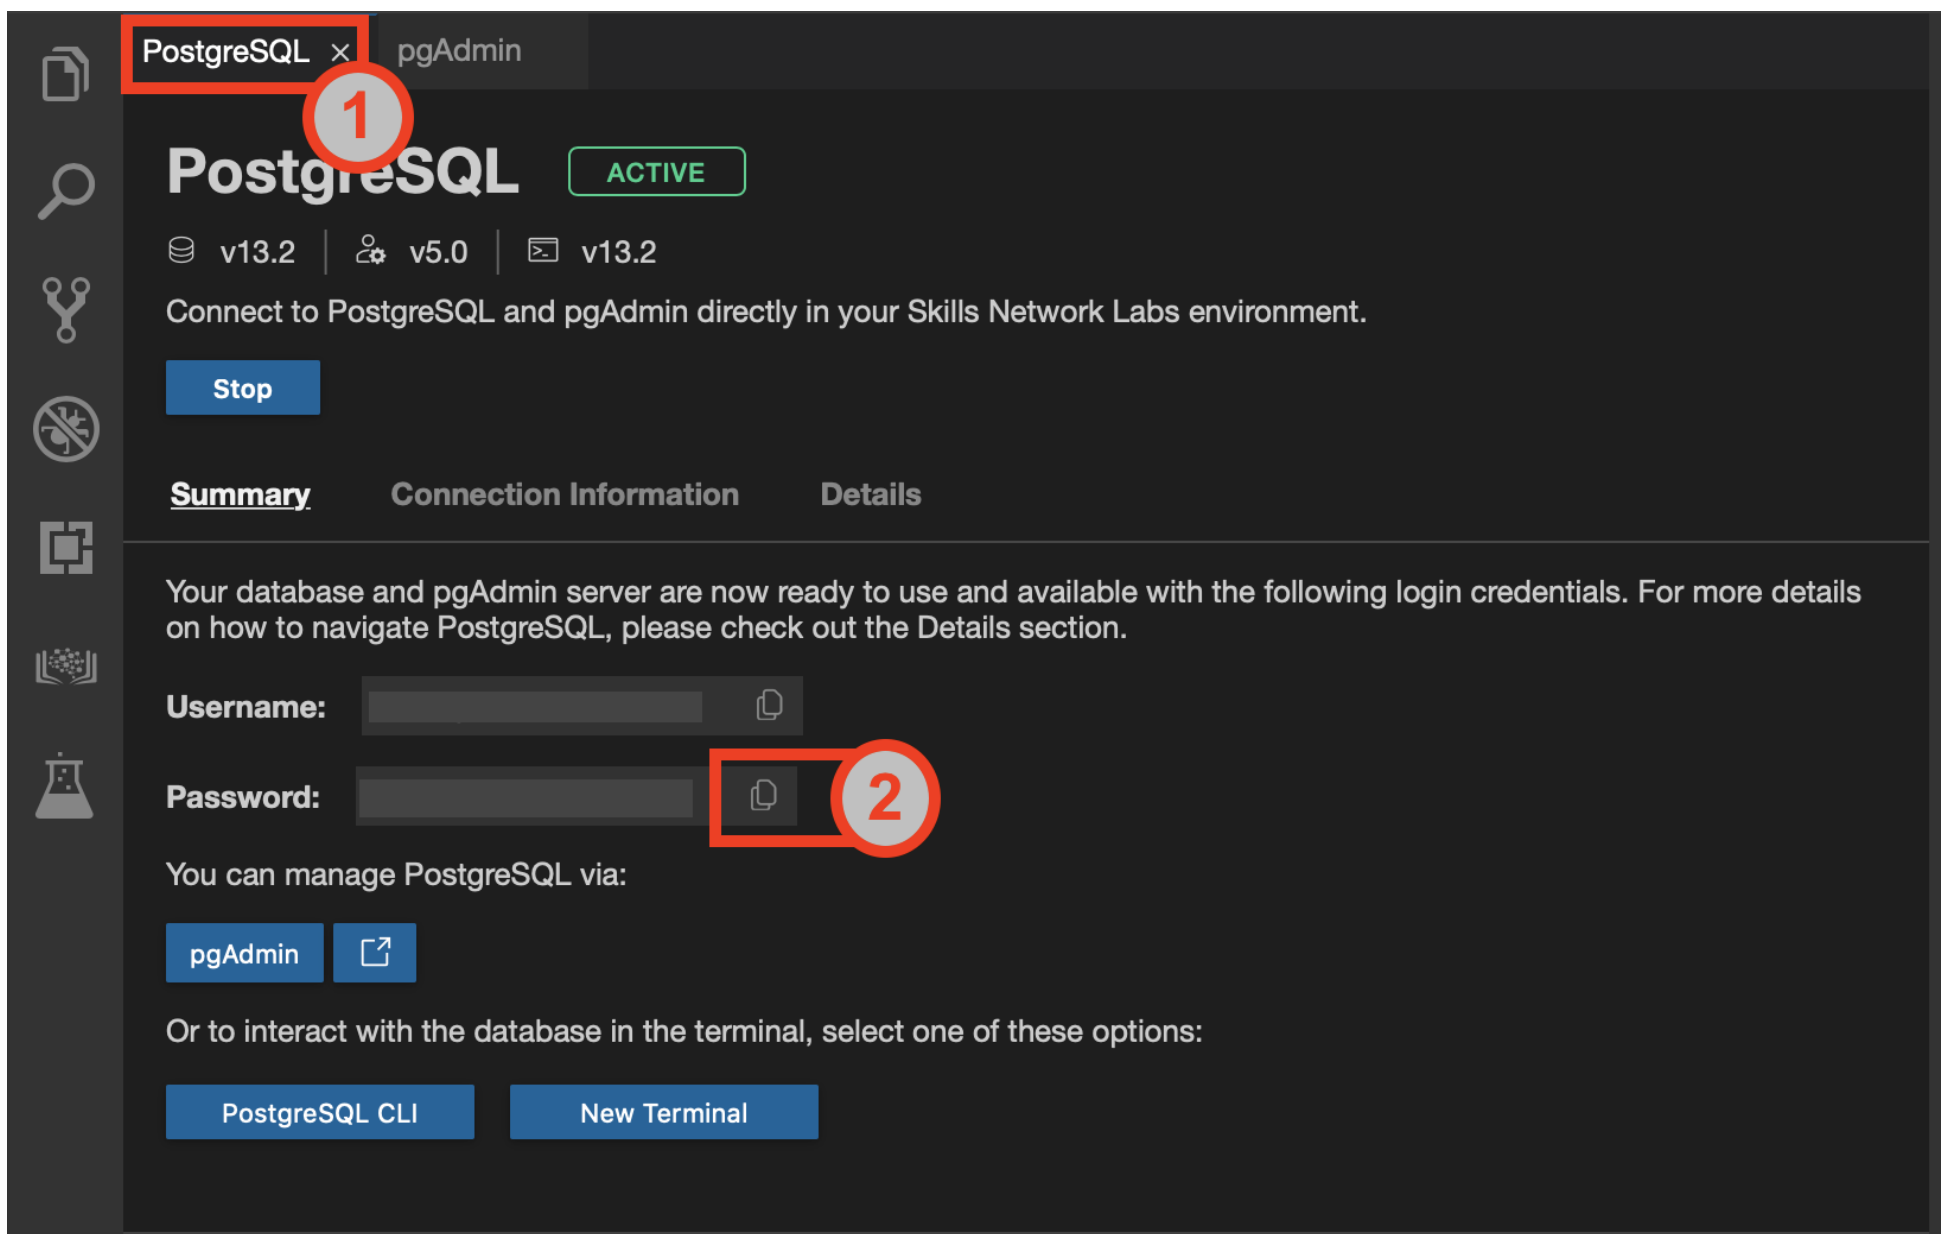 PostgreSQL × pgAdmin
1
PostgreSQL ACTIVE
v13.2 v5.0 v13.2
Connect to PostgreSQL and pgAdmin directly in your Skills Network Labs environment.
Stop
Summary Connection Information Details
Your database and pgAdmin server are now ready to use and available with the following login credentials. For more details
on how to navigate PostgreSQL, please check out the Details section.
Username:
Password:
2
You can manage PostgreSQL via:
pgAdmin
Or to interact with the database in the terminal, select one of these options:
PostgreSQL CLI New Terminal